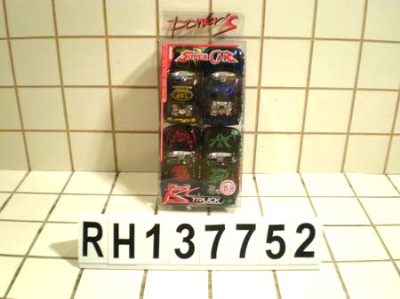 power's
SUPER CAR
R
TRUCK
RH137752